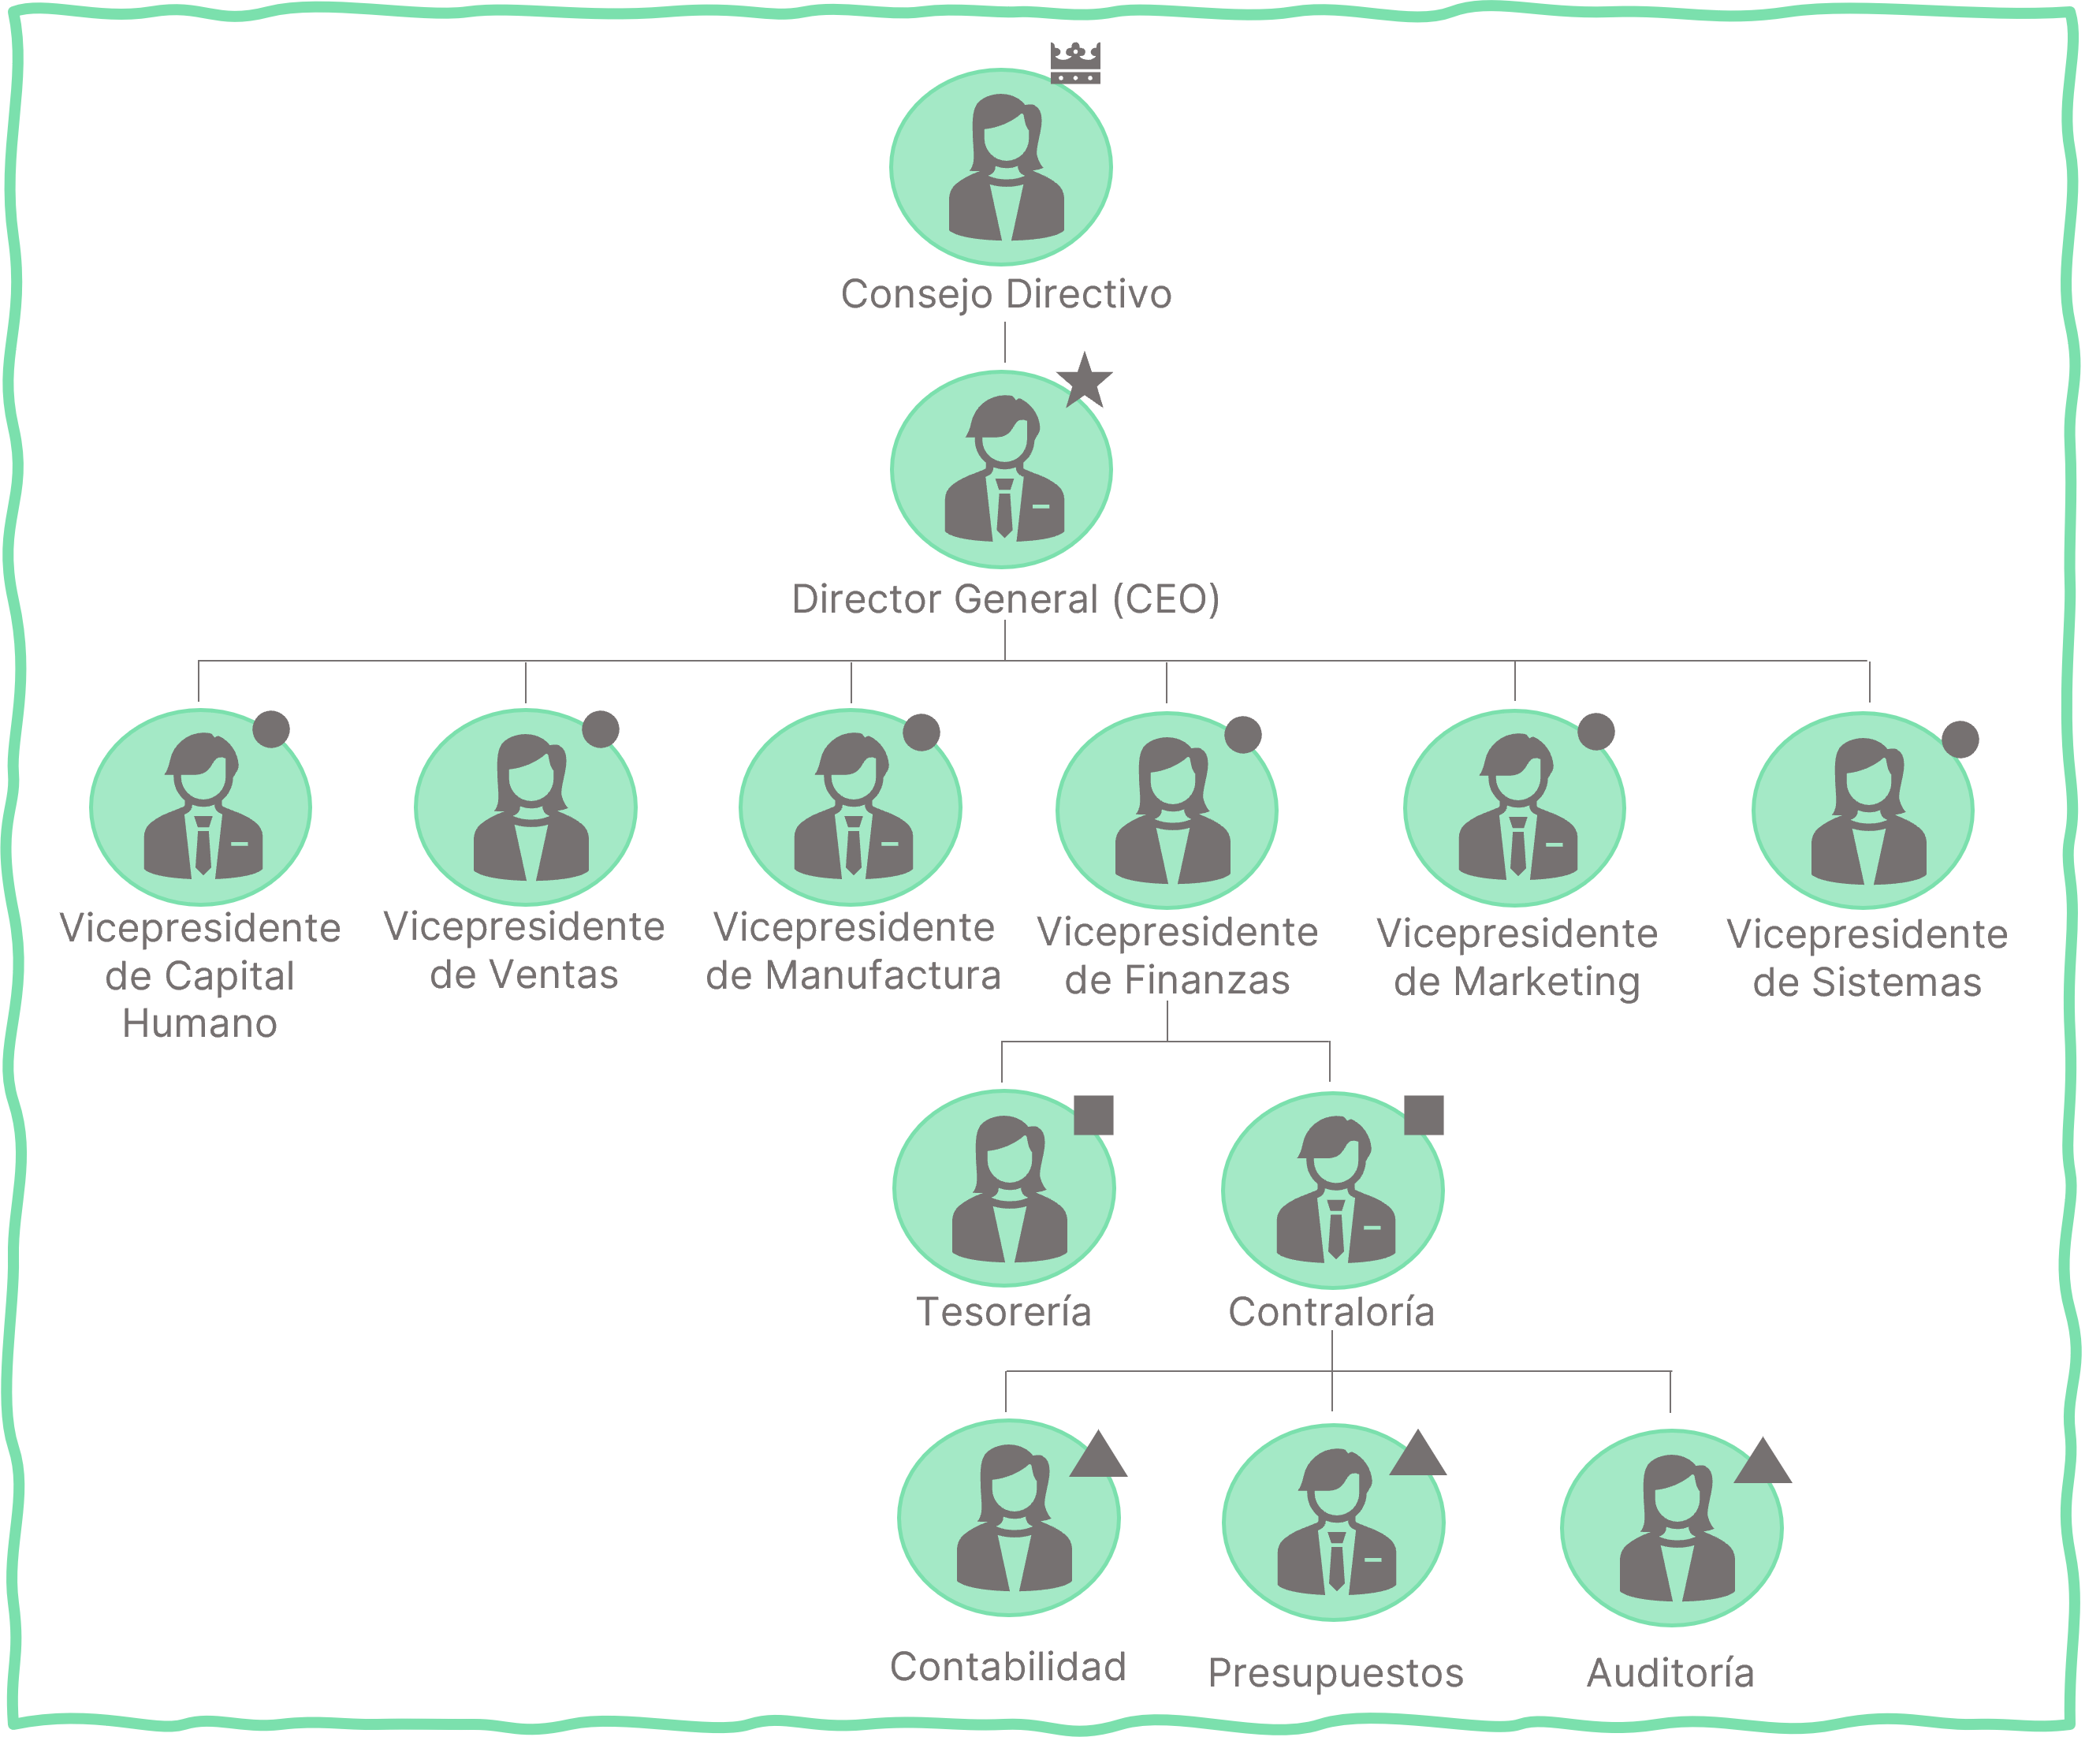 Consejo Directivo
Director General (CEO)
Vicepresidente
de Capital
Humano
Vicepresidente
de Ventas
Vicepresidente
de Manufactura
Vicepresidente
de Finanzas
Vicepresidente
de Marketing
Vicepresidente
de Sistemas
Tesorería
Contraloría
Contabilidad
Presupuestos
Auditoría